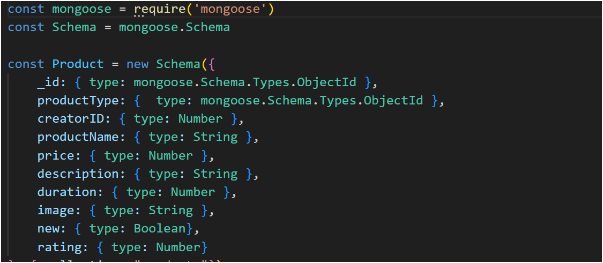 const mongoose = require('mongoose')
const Schema = mongoose.Schema
const Product = new Schema({
    _id: { type: mongoose.Schema.Types.ObjectId },
    productType: {  type: mongoose.Schema.Types.ObjectId },
    creatorID: { type: Number },
    productName: { type: String },
    price: { type: Number },
    description: { type: String },
    duration: { type: Number },
    image: { type: String },
    new: { type: Boolean},
    rating: { type: Number}